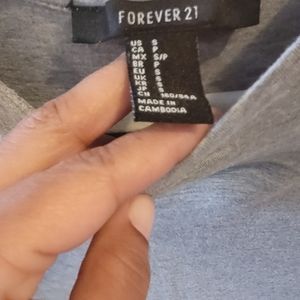 FOREVER 21
US S
CA P
MX S/P
BR P
EU S
UK S
KR S
JP S
CN 160/84A
MADE IN
CAMBODIA